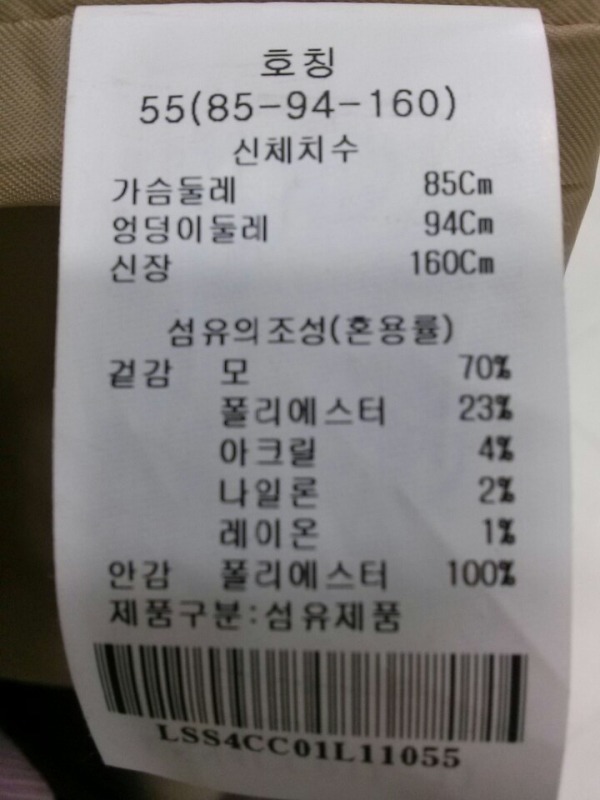 호칭
55(85-94-160)
신체치수
가슴둘레 85Cm
엉덩이둘레 94Cm
신장 160Cm
섬유의조성(혼용률)
겉감 모 70%
폴리에스터 23%
아크릴 4%
나일론 2%
레이온 1%
안감 폴리에스터 100%
제품구분:섬유제품
LSS4CC01L11055